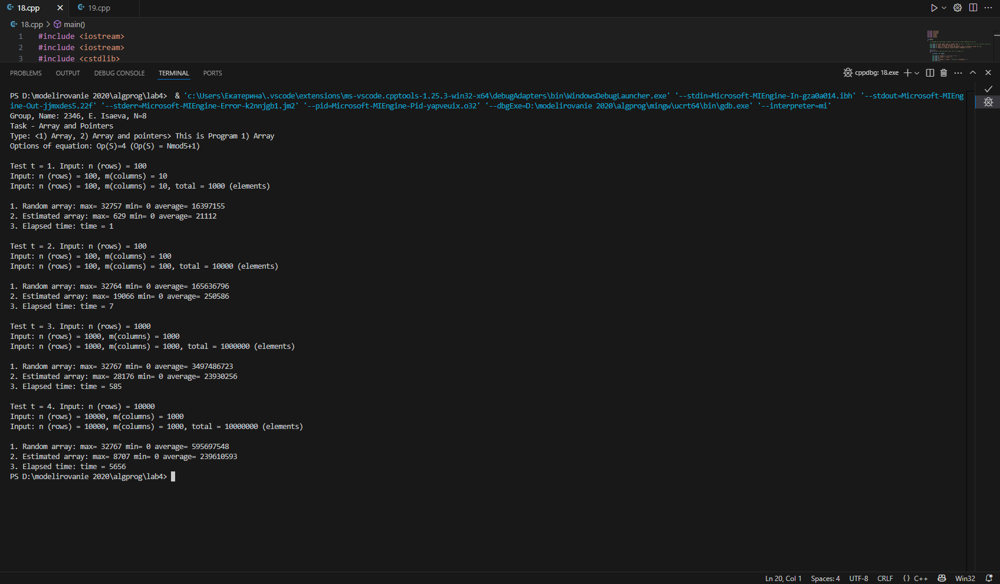 18.cpp
19.cpp
18.cpp > main()
1 #include <iostream>
2 #include <iostream>
3 #include <cstdlib>
PROBLEMS OUTPUT DEBUG CONSOLE TERMINAL PORTS
cppdbg: 18.exe
PS D:\modelirovanie 2020\algprog\lab4>  & 'c:\Users\Екатерина\.vscode\extensions\ms-vscode.cpptools-1.25.3-win32-x64\debugAdapters\bin\WindowsDebugLauncher.exe' '--stdin=Microsoft-MIEngine-In-gza0a014.ibh' '--stdout=Microsoft-MIEng
ine-Out-jjmxdes5.22f' '--stderr=Microsoft-MIEngine-Error-k2nnjgb1.jm2' '--pid=Microsoft-MIEngine-Pid-yapveuix.o32' '--dbgExe=D:\modelirovanie 2020\algprog\mingw\ucrt64\bin\gdb.exe' '--interpreter=mi'
Group, Name: 2346, E. Isaeva, N=8
Task - Array and Pointers
Type: <1) Array, 2) Array and pointers> This is Program 1) Array
Options of equation: Op(S)=4 (Op(S) = Nmod5+1)
Test t = 1. Input: n (rows) = 100
Input: n (rows) = 100, m(columns) = 10
Input: n (rows) = 100, m(columns) = 10, total = 1000 (elements)
1. Random array: max= 32757 min= 0 average= 16397155
2. Estimated array: max= 629 min= 0 average= 21112
3. Elapsed time: time = 1
Test t = 2. Input: n (rows) = 100
Input: n (rows) = 100, m(columns) = 100
Input: n (rows) = 100, m(columns) = 100, total = 10000 (elements)
1. Random array: max= 32764 min= 0 average= 165636796
2. Estimated array: max= 19066 min= 0 average= 250586
3. Elapsed time: time = 7
Test t = 3. Input: n (rows) = 1000
Input: n (rows) = 1000, m(columns) = 1000
Input: n (rows) = 1000, m(columns) = 1000, total = 1000000 (elements)
1. Random array: max= 32767 min= 0 average= 3497486723
2. Estimated array: max= 28176 min= 0 average= 23930256
3. Elapsed time: time = 585
Test t = 4. Input: n (rows) = 10000
Input: n (rows) = 10000, m(columns) = 1000
Input: n (rows) = 10000, m(columns) = 1000, total = 10000000 (elements)
1. Random array: max= 32767 min= 0 average= 595697548
2. Estimated array: max= 8707 min= 0 average= 239610593
3. Elapsed time: time = 5656
PS D:\modelirovanie 2020\algprog\lab4>
Ln 20, Col 1 Spaces: 4 UTF-8 CRLF {} C++ Win32